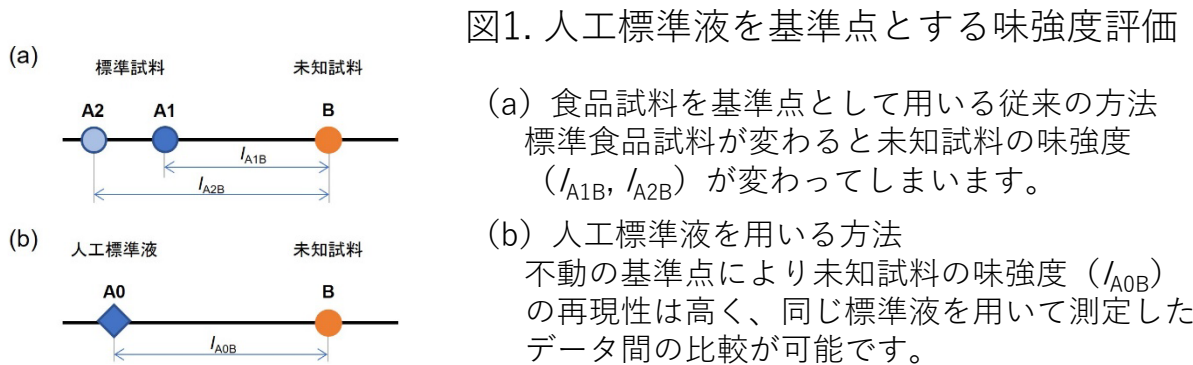 図1. 人工標準液を基準点とする味強度評価
(a)
標準試料
未知試料
A2
A1
B
IA1B
IA2B
(b)
人工標準液
未知試料
A0
B
IA0B
（a）食品試料を基準点として用いる従来の方法
標準食品試料が変わると未知試料の味強度
（IA1B, IA2B）が変わってしまいます。
（b）人工標準液を用いる方法
不動の基準点により未知試料の味強度（IA0B）
の再現性は高く、同じ標準液を用いて測定した
データ間の比較が可能です。